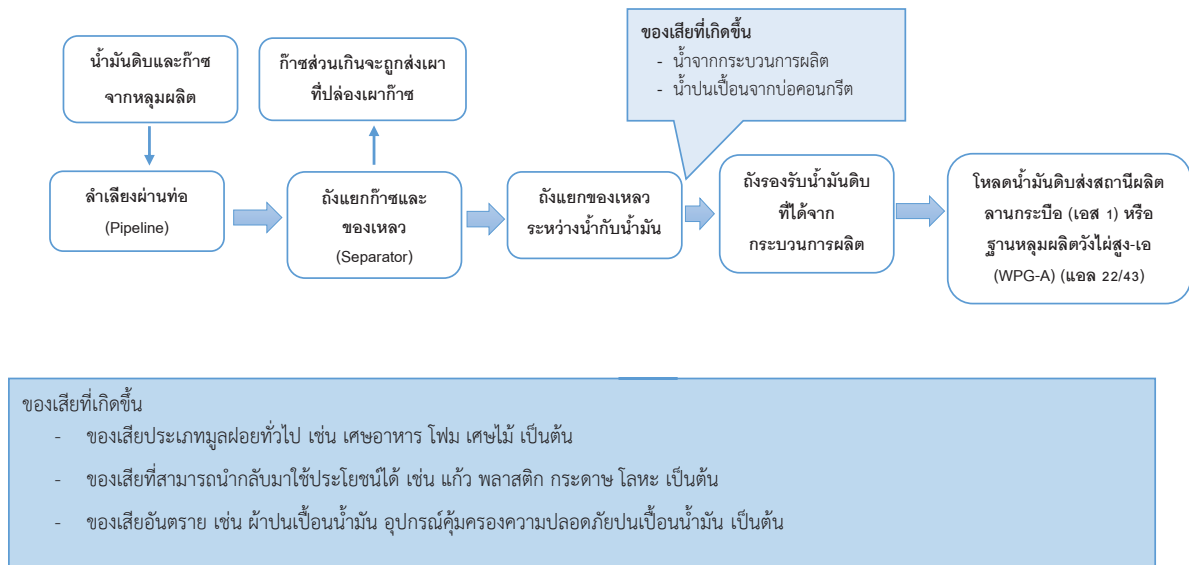 น้ำมันดิบและก๊าซ
จากหลุมผลิต
ก๊าซส่วนเกินจะถูกส่งเผา
ที่ปล่องเผาก๊าซ
ของเสียที่เกิดขึ้น
- น้ำจากกระบวนการผลิต
- น้ำปนเปื้อนจากบ่อคอนกรีต
ลำเลียงผ่านท่อ
(Pipeline)
ถังแยกก๊าซและ
ของเหลว
(Separator)
ถังแยกของเหลว
ระหว่างน้ำกับน้ำมัน
ถังรองรับน้ำมันดิบ
ที่ได้จาก
กระบวนการผลิต
โหลดน้ำมันดิบส่งสถานีผลิต
ลานกระบือ (เอส 1) หรือ
ฐานหลุมผลิตวังไผ่สูง-เอ
(WPG-A) (แอล 22/43)
ของเสียที่เกิดขึ้น
- ของเสียประเภทมูลฝอยทั่วไป เช่น เศษอาหาร โฟม เศษไม้ เป็นต้น
- ของเสียที่สามารถนำกลับมาใช้ประโยชน์ได้ เช่น แก้ว พลาสติก กระดาษ โลหะ เป็นต้น
- ของเสียอันตราย เช่น ผ้าปนเปื้อนน้ำมัน อุปกรณ์คุ้มครองความปลอดภัยปนเปื้อนน้ำมัน เป็นต้น